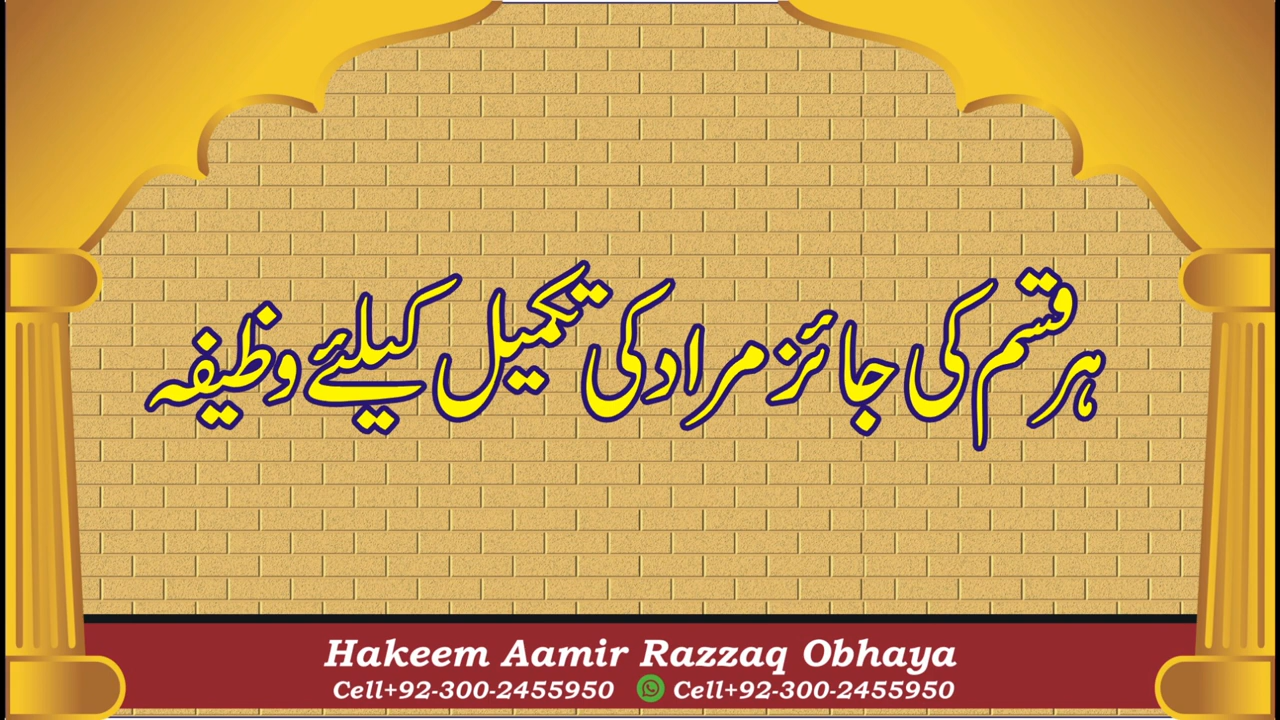 ہر قسم کی جائز مراد کی تکمیل کیلئے وظیفہ
Hakeem Aamir Razzaq Obhaya
Cell+92-300-2455950 Cell+92-300-2455950